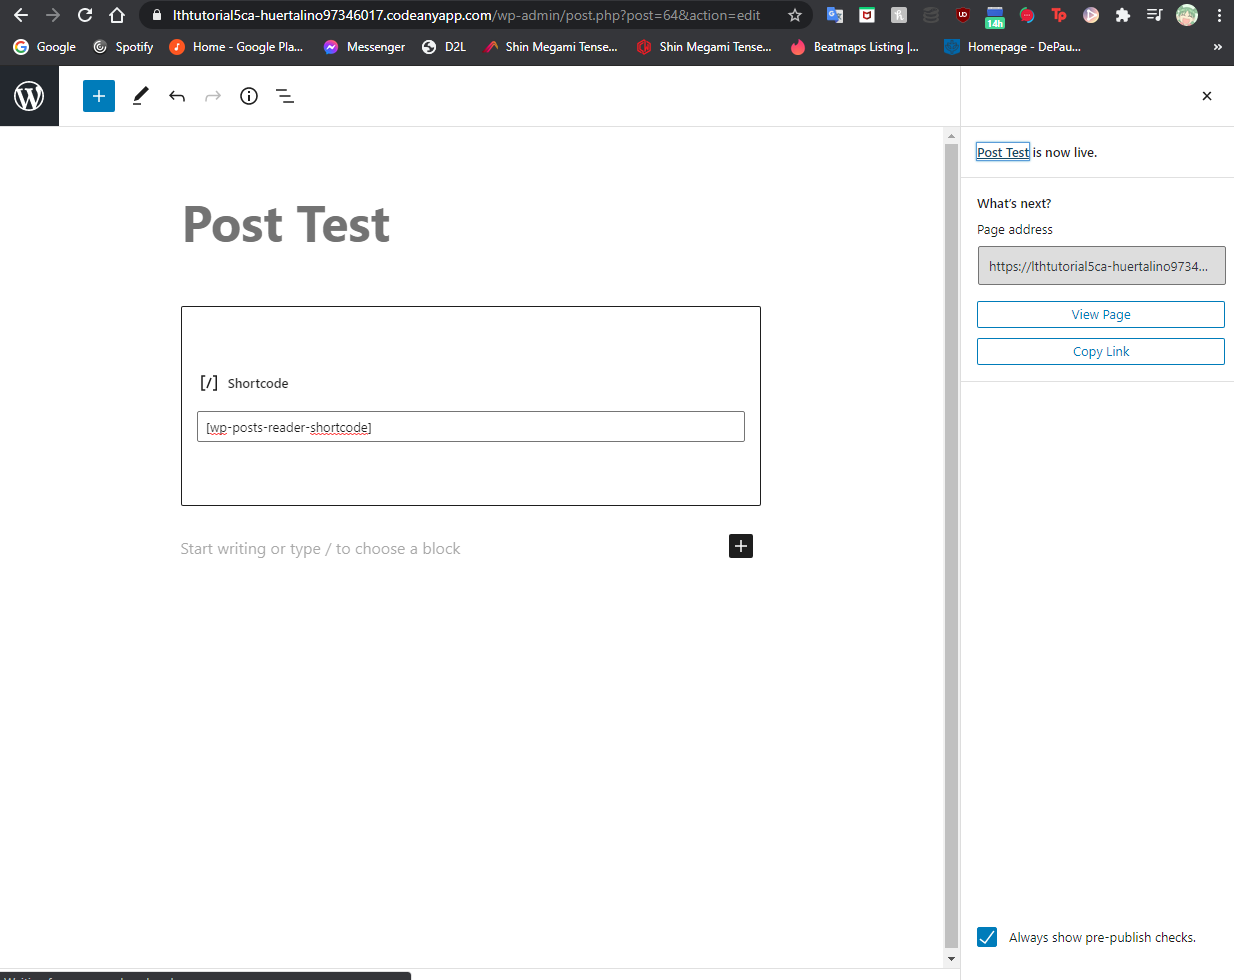 lthtutorial5ca-huertalino97346017.codeanyapp.com/wp-admin/post.php?post=64&action=edit
UD
14h
Tp
Google
Spotify
Home - Google Pla...
Messenger
D2L
Shin Megami Tense...
Shin Megami Tense...
Beatmaps Listing |...
Homepage - DePau...
»
Post Test is now live.
What's next?
Page address
https://lthtutorial5ca-huertalino9734...
View Page
Copy Link
Post Test
[/] Shortcode
[wp-posts-reader-shortcode]
Start writing or type / to choose a block
Always show pre-publish checks.